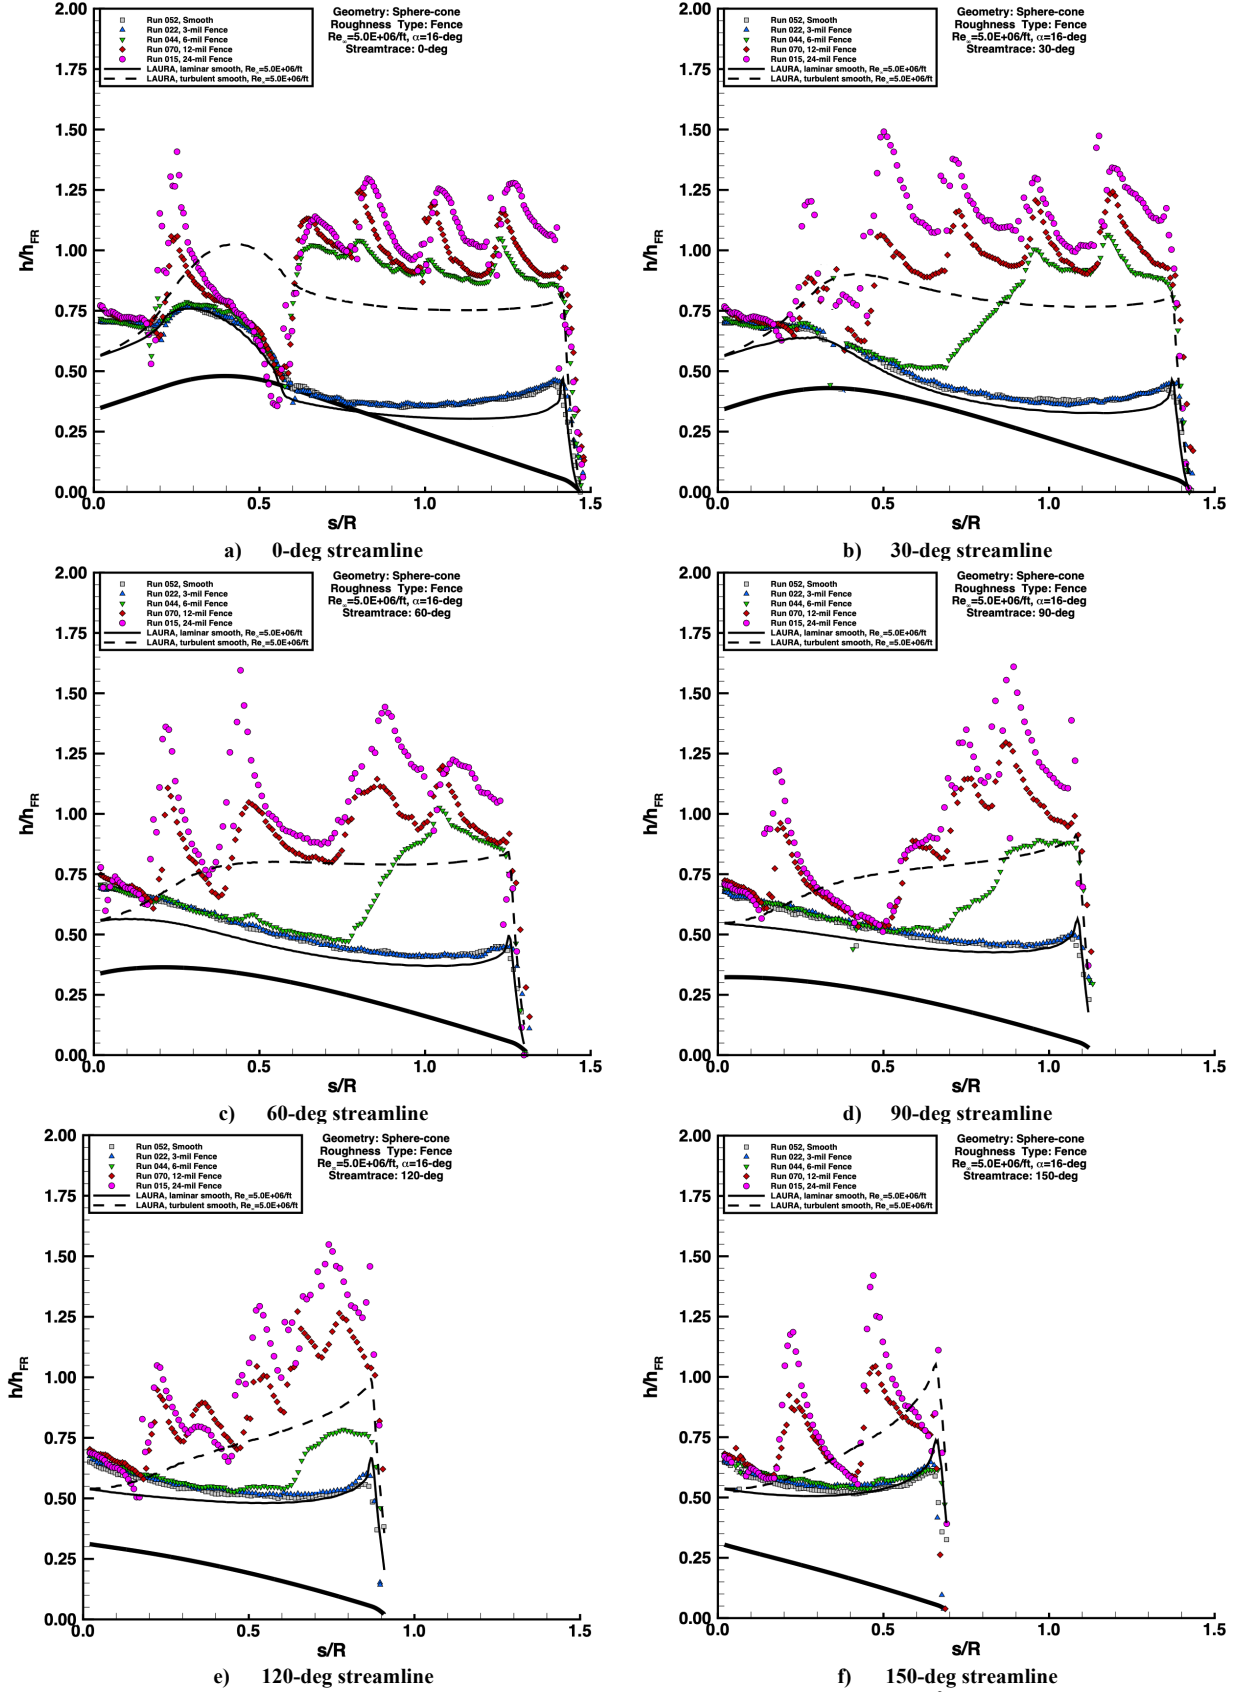 Run 052, Smooth
Run 022, 3-mil Fence
Run 044, 6-mil Fence
Run 070, 12-mil Fence
Run 015, 24-mil Fence
LAURA, laminar smooth, Re∞=5.0E+06/ft
LAURA, turbulent smooth, Re∞=5.0E+06/ft
Geometry: Sphere-cone
Roughness Type: Fence
Re∞=5.0E+06/ft, α=16-deg
Streamtrace: 0-deg
2.00
1.75
1.50
1.25
1.00
0.75
0.50
0.25
0.00
h/hFR
0.0 0.5 1.0 1.5
s/R
a) 0-deg streamline
Run 052, Smooth
Run 022, 3-mil Fence
Run 044, 6-mil Fence
Run 070, 12-mil Fence
Run 015, 24-mil Fence
LAURA, laminar smooth, Re∞=5.0E+06/ft
LAURA, turbulent smooth, Re∞=5.0E+06/ft
Geometry: Sphere-cone
Roughness Type: Fence
Re∞=5.0E+06/ft, α=16-deg
Streamtrace: 30-deg
2.00
1.75
1.50
1.25
1.00
0.75
0.50
0.25
0.00
h/hFR
0.0 0.5 1.0 1.5
s/R
b) 30-deg streamline
Run 052, Smooth
Run 022, 3-mil Fence
Run 044, 6-mil Fence
Run 070, 12-mil Fence
Run 015, 24-mil Fence
LAURA, laminar smooth, Re∞=5.0E+06/ft
LAURA, turbulent smooth, Re∞=5.0E+06/ft
Geometry: Sphere-cone
Roughness Type: Fence
Re∞=5.0E+06/ft, α=16-deg
Streamtrace: 60-deg
2.00
1.75
1.50
1.25
1.00
0.75
0.50
0.25
0.00
h/hFR
0.0 0.5 1.0 1.5
s/R
c) 60-deg streamline
Run 052, Smooth
Run 022, 3-mil Fence
Run 044, 6-mil Fence
Run 070, 12-mil Fence
Run 015, 24-mil Fence
LAURA, laminar smooth, Re∞=5.0E+06/ft
LAURA, turbulent smooth, Re∞=5.0E+06/ft
Geometry: Sphere-cone
Roughness Type: Fence
Re∞=5.0E+06/ft, α=16-deg
Streamtrace: 90-deg
2.00
1.75
1.50
1.25
1.00
0.75
0.50
0.25
0.00
h/hFR
0.0 0.5 1.0 1.5
s/R
d) 90-deg streamline
Run 052, Smooth
Run 022, 3-mil Fence
Run 044, 6-mil Fence
Run 070, 12-mil Fence
Run 015, 24-mil Fence
LAURA, laminar smooth, Re∞=5.0E+06/ft
LAURA, turbulent smooth, Re∞=5.0E+06/ft
Geometry: Sphere-cone
Roughness Type: Fence
Re∞=5.0E+06/ft, α=16-deg
Streamtrace: 120-deg
2.00
1.75
1.50
1.25
1.00
0.75
0.50
0.25
0.00
h/hFR
0.0 0.5 1.0 1.5
s/R
e) 120-deg streamline
Run 052, Smooth
Run 022, 3-mil Fence
Run 044, 6-mil Fence
Run 070, 12-mil Fence
Run 015, 24-mil Fence
LAURA, laminar smooth, Re∞=5.0E+06/ft
LAURA, turbulent smooth, Re∞=5.0E+06/ft
Geometry: Sphere-cone
Roughness Type: Fence
Re∞=5.0E+06/ft, α=16-deg
Streamtrace: 150-deg
2.00
1.75
1.50
1.25
1.00
0.75
0.50
0.25
0.00
h/hFR
0.0 0.5 1.0 1.5
s/R
f) 150-deg streamline